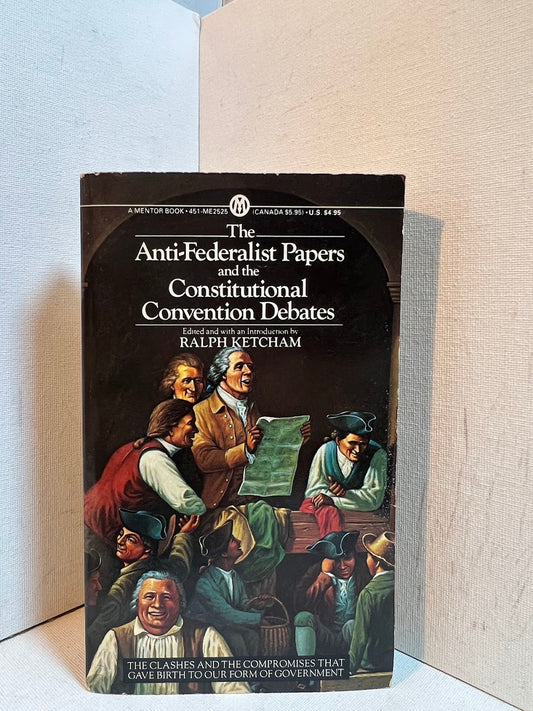 A MENTOR BOOK • 451-ME2525 (CANADA $5.95) • U.S. $4.95
The
Anti-Federalist Papers
and the
Constitutional
Convention Debates
Edited and with an Introduction by
RALPH KETCHAM
THE CLASHES AND THE COMPROMISES THAT
GAVE BIRTH TO OUR FORM OF GOVERNMENT